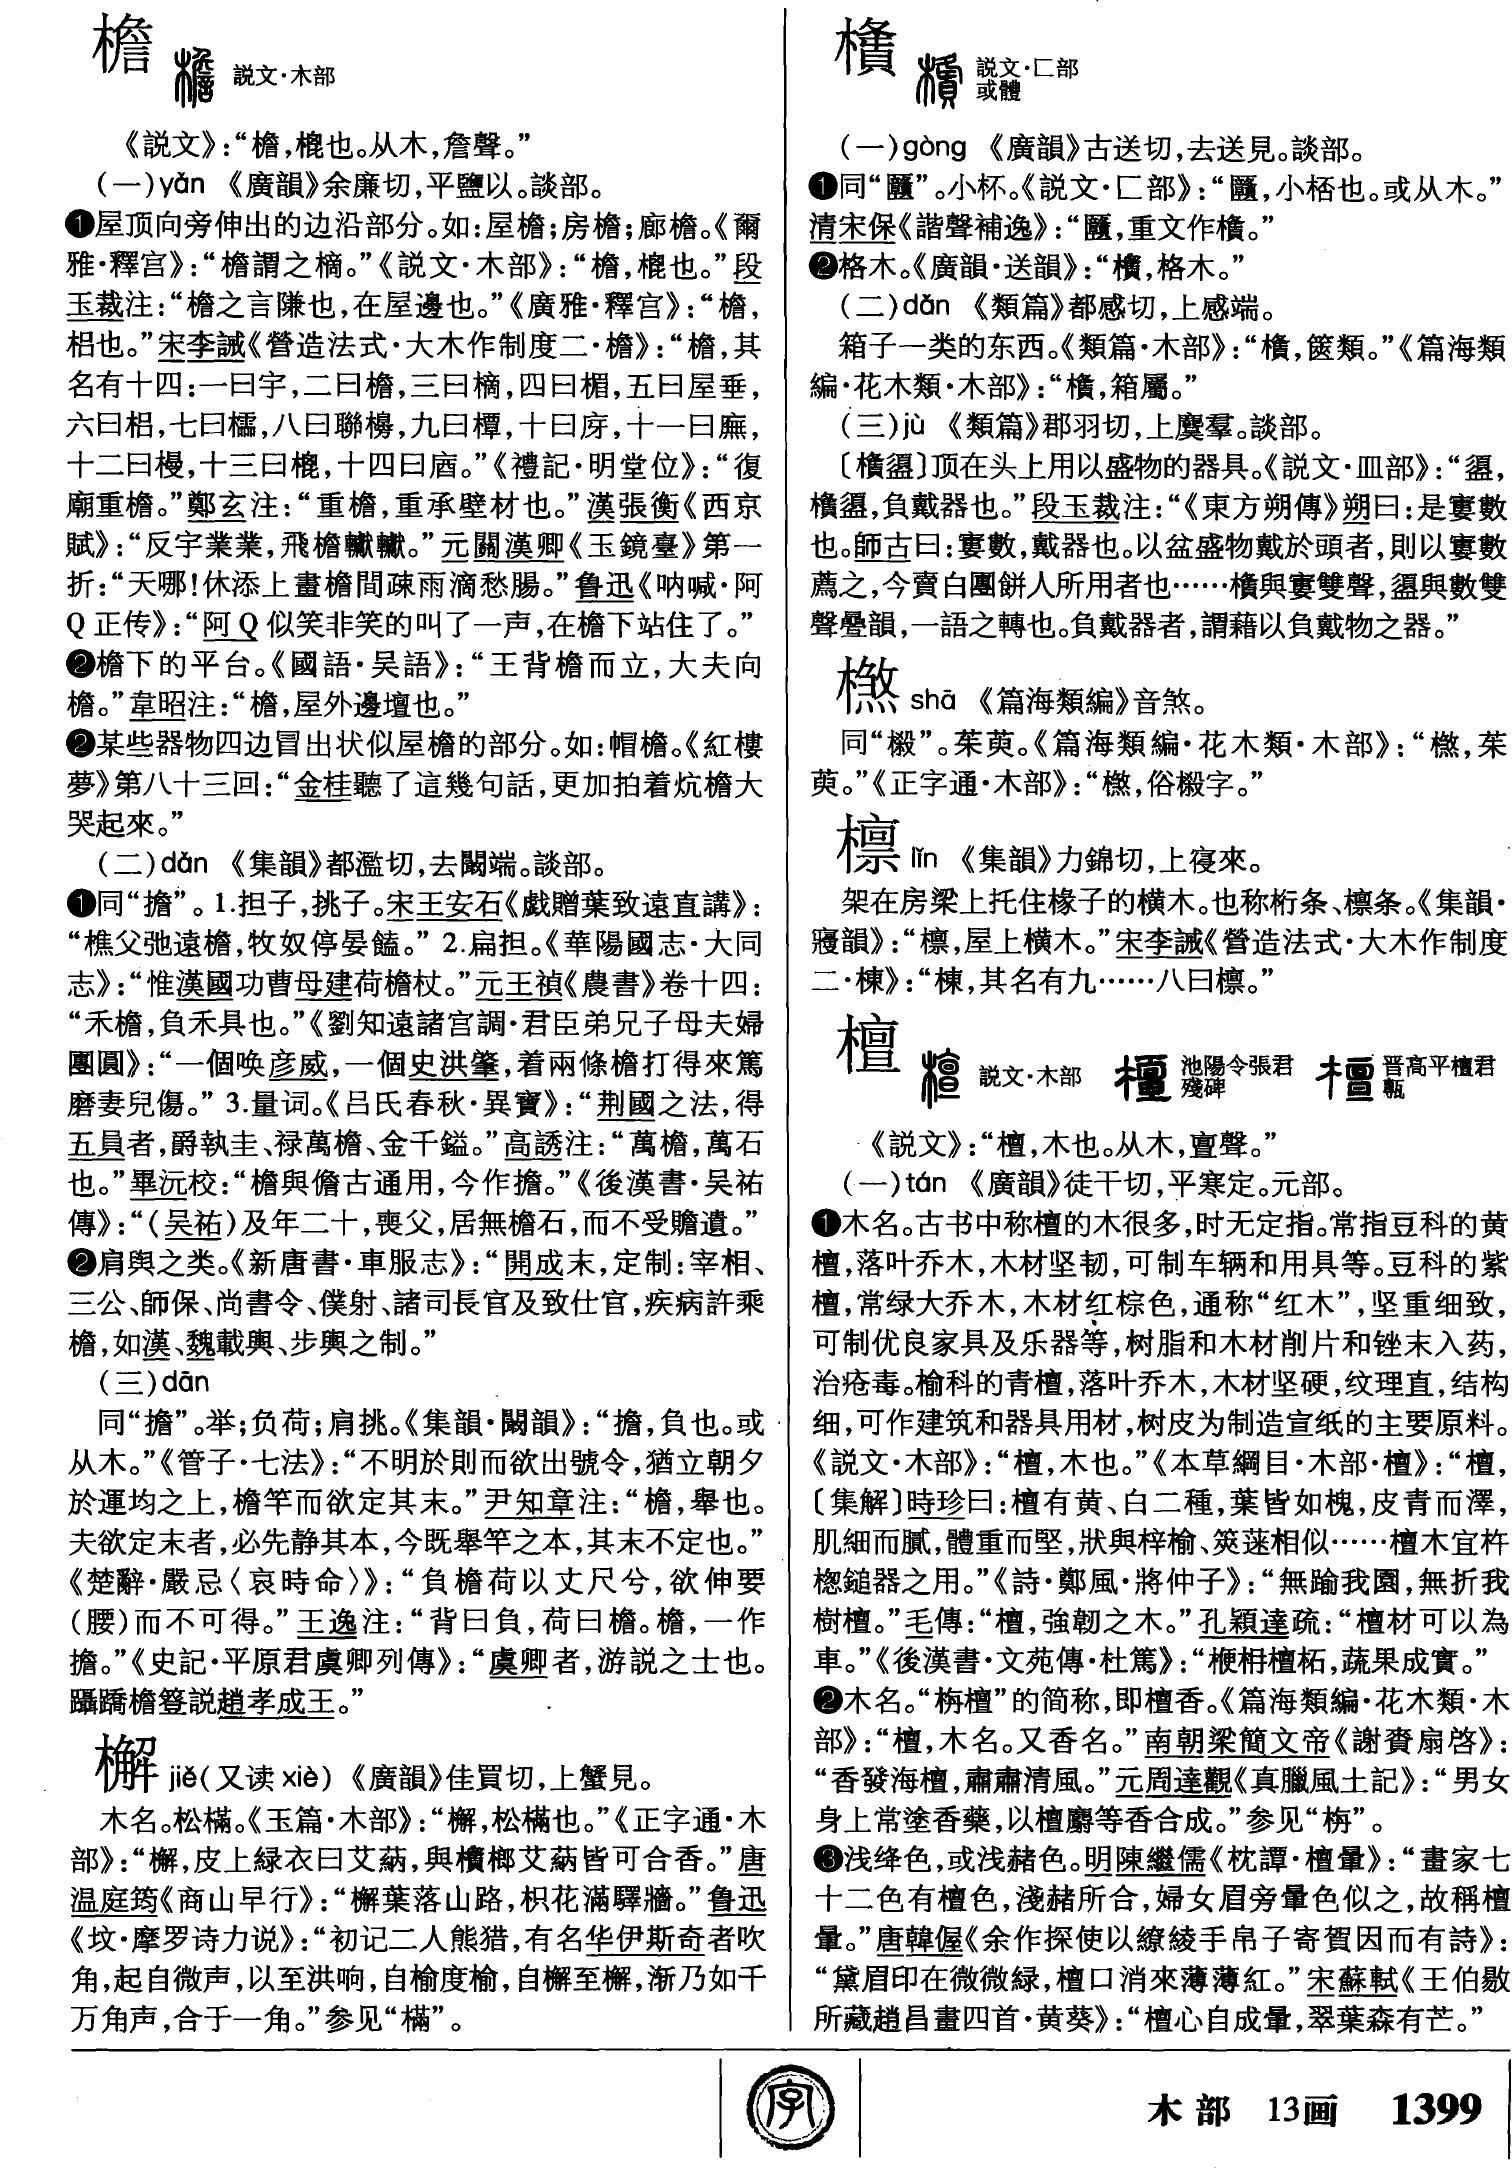 檐
説文·木部
《説文》:“檐,㮰也。从木,詹聲。”
(一)yǎn 《廣韻》余廉切,平鹽以。談部。
❶屋顶向旁伸出的边沿部分。如:屋檐;房檐;廊檐。《爾
雅·釋宫》:“檐謂之樀。”《説文·木部》:“檐,㮰也。”段
玉裁注:“檐之言隒也,在屋邊也。”《廣雅·釋宫》:“檐,
梠也。”宋李誡《營造法式·大木作制度二·檐》:“檐,其
名有十四:一曰宇,二曰檐,三曰樀,四曰楣,五曰屋垂,
六曰梠,七曰櫺,八曰聯櫋,九曰橝,十曰庌,十一曰廡,
十二曰槾,十三曰㮰,十四曰庮。”《禮記·明堂位》:“復
廟重檐。”鄭玄注:“重檐,重承壁材也。”漢張衡《西京
賦》:“反宇業業,飛檐轍轍。”元關漢卿《玉鏡臺》第一
折:“天哪!休添上畫檐間疎雨滴愁腸。”鲁迅《呐喊·阿
Q正传》:“阿Q似笑非笑的叫了一声,在檐下站住了。”
❷檐下的平台。《國語·吴語》:“王背檐而立,大夫向
檐。”韋昭注:“檐,屋外邊壇也。”
❷某些器物四边冒出状似屋檐的部分。如:帽檐。《紅樓
夢》第八十三回:“金桂聽了這幾句話,更加拍着炕檐大
哭起來。”
(二)dǎn 《集韻》都濫切,去闞端。談部。
❶同“擔”。1.担子,挑子。宋王安石《戲贈葉致遠直講》:
“樵父弛遠檐,牧奴停晏饁。” 2.扁担。《華陽國志·大同
志》:“惟漢國功曹母建荷檐杖。”元王禎《農書》卷十四:
“禾檐,負禾具也。”《劉知遠諸宫調·君臣弟兄子母夫婦
團圓》:“一個唤彦威,一個史洪肇,着兩條檐打得來篤
磨妻兒傷。” 3.量词。《吕氏春秋·異寶》:“荆國之法,得
五員者,爵執圭、禄萬檐、金千鎰。”高誘注:“萬檐,萬石
也。”畢沅校:“檐與儋古通用,今作擔。”《後漢書·吴祐
傳》:“(吴祐)及年二十,喪父,居無檐石,而不受贍遺。”
❷肩舆之类。《新唐書·車服志》:“開成末,定制:宰相、
三公、師保、尚書令、僕射、諸司長官及致仕官,疾病許乘
檐,如漢、魏載輿、步輿之制。”
(三)dān
同“擔”。举;负荷;肩挑。《集韻·闞韻》:“擔,負也。或
从木。”《管子·七法》:“不明於則而欲出號令,猶立朝夕
於運均之上,檐竿而欲定其末。”尹知章注:“檐,舉也。
夫欲定末者,必先静其本,今既舉竿之本,其末不定也。”
《楚辭·嚴忌〈哀時命〉》:“負檐荷以丈尺兮,欲伸要
(腰)而不可得。”王逸注:“背曰負,荷曰檐。檐,一作
擔。”《史記·平原君虞卿列傳》:“虞卿者,游説之士也。
躡蹻檐簦説趙孝成王。”
檞 jiě(又读xiè) 《廣韻》佳買切,上蟹見。
木名。松樠。《玉篇·木部》:“檞,松樠也。”《正字通·木
部》:“檞,皮上緑衣曰艾蒳,與檳榔艾蒳皆可合香。”唐
温庭筠《商山早行》:“檞葉落山路,枳花滿驛牆。”鲁迅
《坟·摩罗诗力说》:“初记二人熊猎,有名华伊斯奇者吹
角,起自微声,以至洪响,自榆度榆,自檞至檞,渐乃如千
万角声,合于一角。”参见“樠”。
㯯
説文·匚部
或體
(一)gòng 《廣韻》古送切,去送見。談部。
❶同“匵”。小杯。《説文·匚部》:“匵,小桮也。或从木。”
清宋保《諧聲補逸》:“匵,重文作㯯。”
❷格木。《廣韻·送韻》:“㯯,格木。”
(二)dǎn 《類篇》都感切,上感端。
箱子一类的东西。《類篇·木部》:“㯯,篋類。”《篇海類
編·花木類·木部》:“㯯,箱屬。”
(三)jù 《類篇》郡羽切,上麌羣。談部。
〔㯯㿻〕顶在头上用以盛物的器具。《説文·皿部》:“㿻,
㯯㿻,負戴器也。”段玉裁注:“《東方朔傳》朔曰:是寠數
也。師古曰:寠數,戴器也。以盆盛物戴於頭者,則以寠數
薦之,今賣白團餅人所用者也……㯯與寠雙聲,㿻與數雙
聲疊韻,一語之轉也。負戴器者,謂藉以負戴物之器。”
㯫 shā 《篇海類編》音煞。
同“樧”。茱萸。《篇海類編·花木類·木部》:“㯫,茱
萸。”《正字通·木部》:“㯫,俗樧字。”
檩 lǐn 《集韻》力錦切,上寑來。
架在房梁上托住椽子的横木。也称桁条、檩条。《集韻·
寑韻》:“檩,屋上横木。”宋李誡《營造法式·大木作制度
二·棟》:“棟,其名有九……八曰檩。”
檀
説文·木部 池陽令張君殘碑 晋高平檀君甎
《説文》:“檀,木也。从木,亶聲。”
(一)tán 《廣韻》徒干切,平寒定。元部。
❶木名。古书中称檀的木很多,时无定指。常指豆科的黄
檀,落叶乔木,木材坚韧,可制车辆和用具等。豆科的紫
檀,常绿大乔木,木材红棕色,通称“红木”,坚重细致,
可制优良家具及乐器等,树脂和木材削片和锉末入药,
治疮毒。榆科的青檀,落叶乔木,木材坚硬,纹理直,结构
细,可作建筑和器具用材,树皮为制造宣纸的主要原料。
《説文·木部》:“檀,木也。”《本草綱目·木部·檀》:“檀,
〔集解〕時珍曰:檀有黄、白二種,葉皆如槐,皮青而澤,
肌細而膩,體重而堅,狀與梓榆、莢蒾相似……檀木宜杵
楤鎚器之用。”《詩·鄭風·將仲子》:“無踰我園,無折我
樹檀。”毛傳:“檀,强韌之木。”孔穎達疏:“檀材可以為
車。”《後漢書·文苑傳·杜篤》:“楩枏檀柘,蔬果成實。”
❷木名。“栴檀”的简称,即檀香。《篇海類編·花木類·木
部》:“檀,木名。又香名。”南朝梁簡文帝《謝賚扇啓》:
“香發海檀,肅肅清風。”元周達觀《真臘風土記》:“男女
身上常塗香藥,以檀麝等香合成。”参见“栴”。
❸浅绛色,或浅赭色。明陳繼儒《枕譚·檀暈》:“畫家七
十二色有檀色,淺赭所合,婦女眉旁暈色似之,故稱檀
暈。”唐韓偓《余作探使以繚綾手帛子寄賀因而有詩》:
“黛眉印在微微緑,檀口消來薄薄紅。”宋蘇軾《王伯敭
所藏趙昌畫四首·黄葵》:“檀心自成暈,翠葉森有芒。”
字
木部 13画 1399